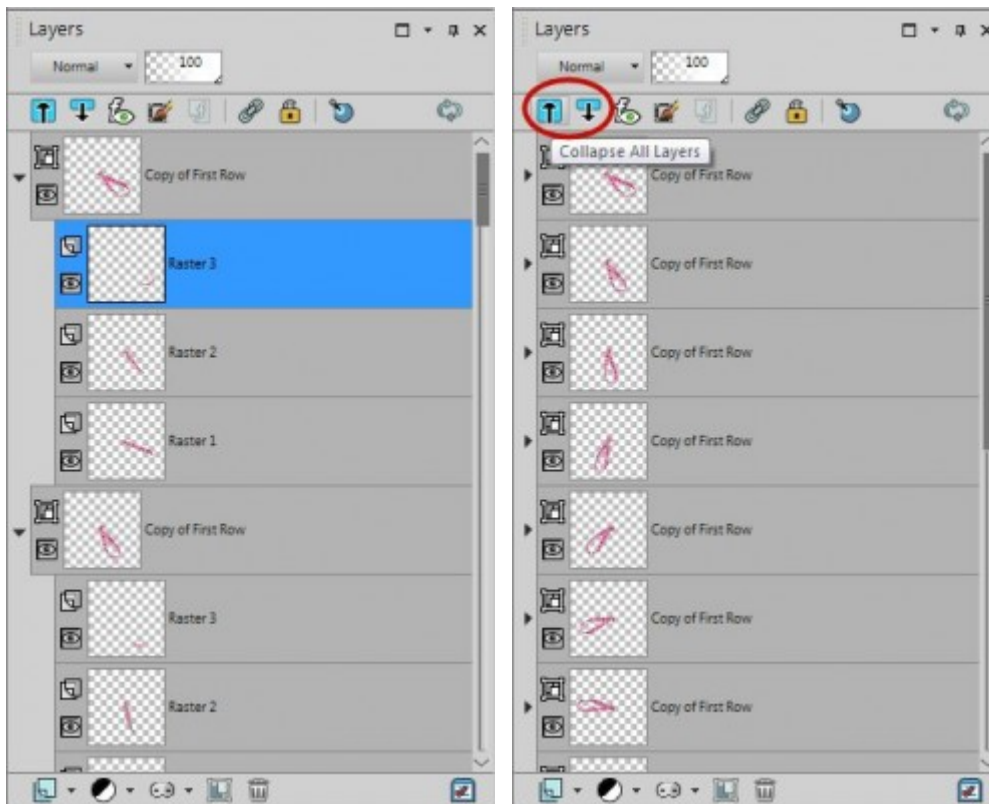 Layers
Normal 100
Copy of First Row
Raster 3
Raster 2
Raster 1
Copy of First Row
Raster 3
Raster 2
Layers
Normal 100
Collapse All Layers
Copy of First Row
Copy of First Row
Copy of First Row
Copy of First Row
Copy of First Row
Copy of First Row
Copy of First Row